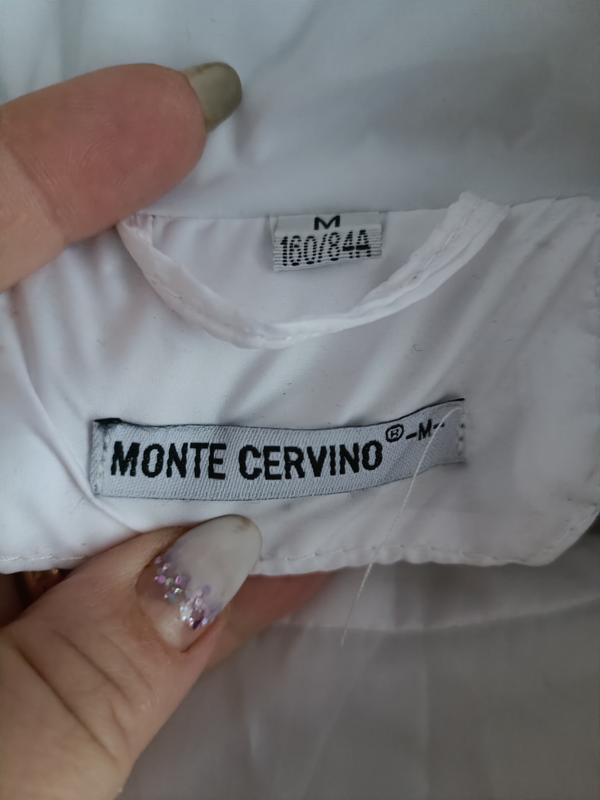 M
160/84A
MONTE CERVINO® -M-